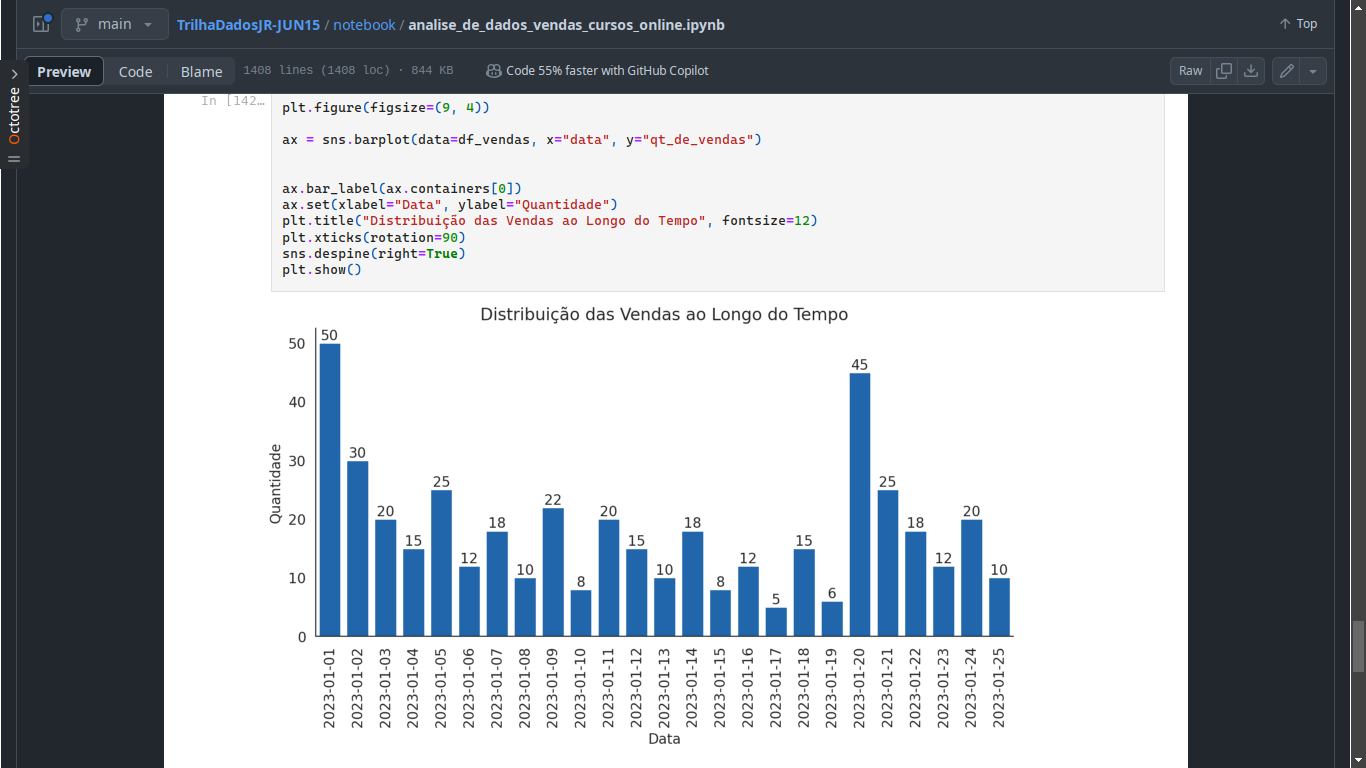 main
TrilhaDadosJR-JUN15 / notebook / analise_de_dados_vendas_cursos_online.ipynb
Top
Preview Code Blame 1408 lines (1408 loc) · 844 KB Code 55% faster with GitHub Copilot Raw
Octotree
In [142…
plt.figure(figsize=(9, 4))
ax = sns.barplot(data=df_vendas, x="data", y="qt_de_vendas")
ax.bar_label(ax.containers[0])
ax.set(xlabel="Data", ylabel="Quantidade")
plt.title("Distribuição das Vendas ao Longo do Tempo", fontsize=12)
plt.xticks(rotation=90)
sns.despine(right=True)
plt.show()
Distribuição das Vendas ao Longo do Tempo
Quantidade
50
40
30
20
10
0
50 30 20 15 25 12 18 10 22 8 20 15 10 18 8 12 5 15 6 45 25 18 12 20 10
2023-01-01
2023-01-02
2023-01-03
2023-01-04
2023-01-05
2023-01-06
2023-01-07
2023-01-08
2023-01-09
2023-01-10
2023-01-11
2023-01-12
2023-01-13
2023-01-14
2023-01-15
2023-01-16
2023-01-17
2023-01-18
2023-01-19
2023-01-20
2023-01-21
2023-01-22
2023-01-23
2023-01-24
2023-01-25
Data